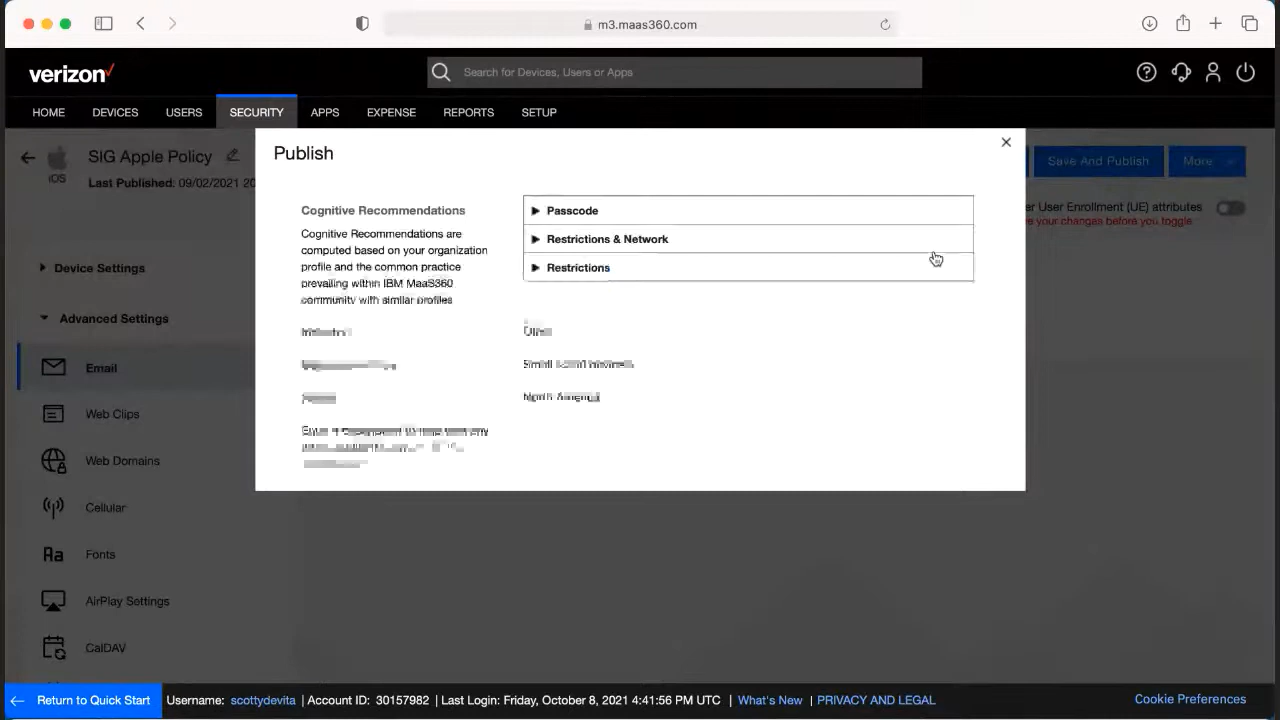 m3.maas360.com
verizon
Search for Devices, Users or Apps
HOME
DEVICES
USERS
SECURITY
APPS
EXPENSE
REPORTS
SETUP
SIG Apple Policy
iOS
Last Published: 09/02/2021 20
Save And Publish
More
er User Enrollment (UE) attributes
e your changes before you toggle
Publish
Cognitive Recommendations
Cognitive Recommendations are
computed based on your organization
profile and the common practice
prevailing within IBM MaaS360
community with similar profiles
Passcode
Restrictions & Network
Restrictions
North America
Device Settings
Advanced Settings
Email
Web Clips
Web Domains
Cellular
Aa
Fonts
AirPlay Settings
CalDAV
Return to Quick Start
Username: scottydevita | Account ID: 30157982 | Last Login: Friday, October 8, 2021 4:41:56 PM UTC | What's New | PRIVACY AND LEGAL
Cookie Preferences